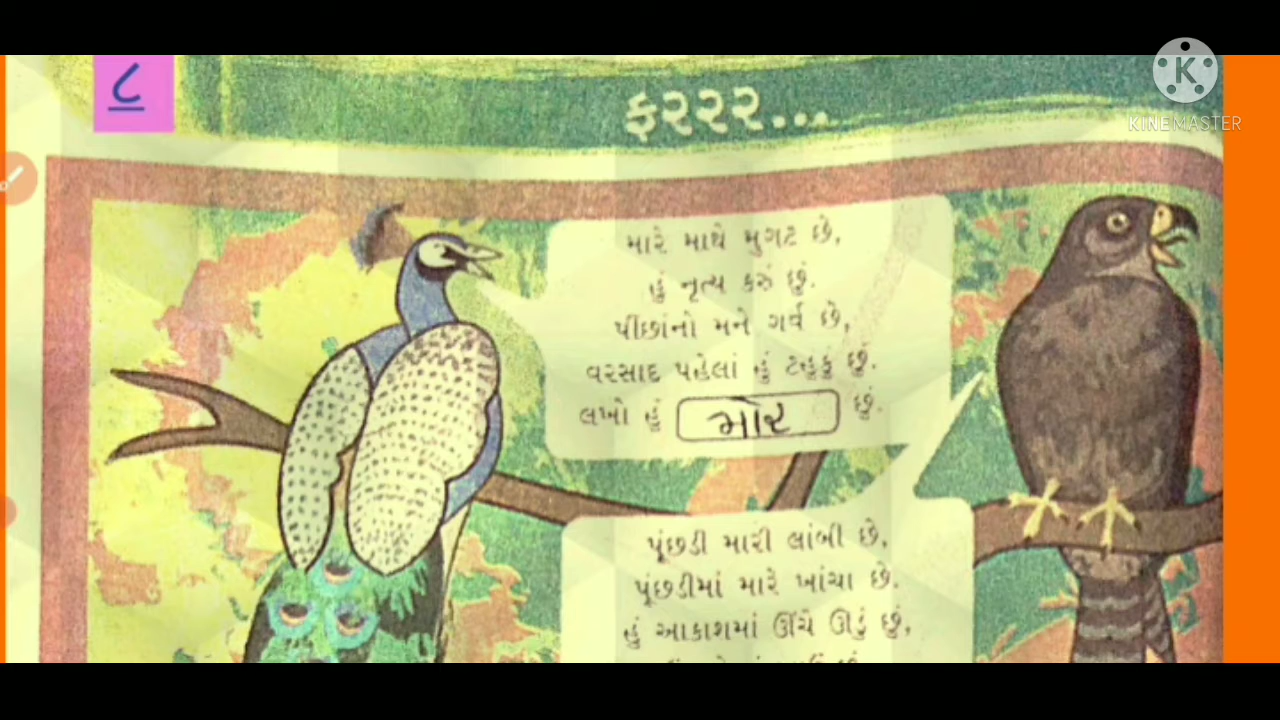 ૮
ફરરર...
KINEMASTER
મારે માથે મુગટ છે,
હું નૃત્ય કરું છું.
પીંછાંનો મને ગર્વ છે,
વરસાદ પહેલાં હું ટહુકુ છું.
લખો હું મોર છું.
પૂંછડી મારી લાંબી છે,
પૂંછડીમાં મારે ખાંચા છે.
હું આકાશમાં ઊંચે ઊડું છું,